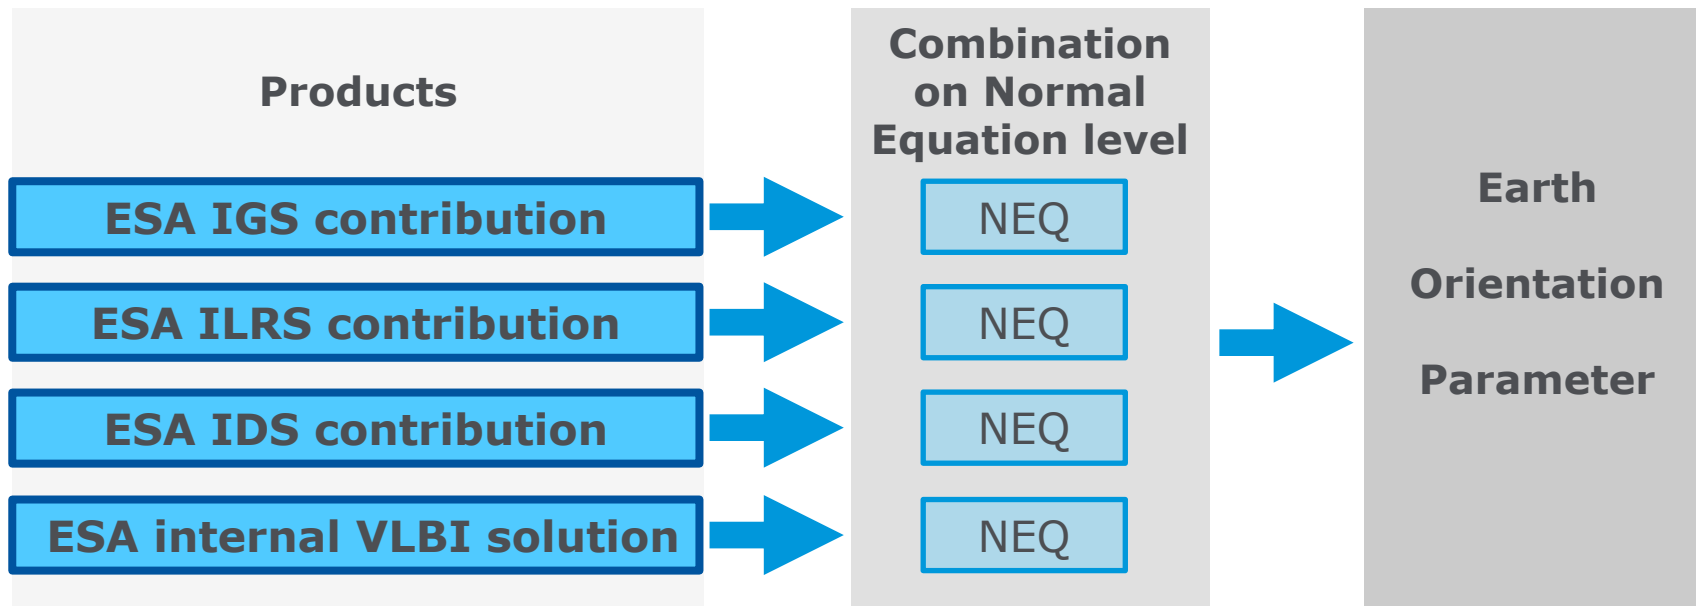 Products
ESA IGS contribution
ESA ILRS contribution
ESA IDS contribution
ESA internal VLBI solution
Combination
on Normal
Equation level
NEQ
NEQ
NEQ
NEQ
Earth
Orientation
Parameter